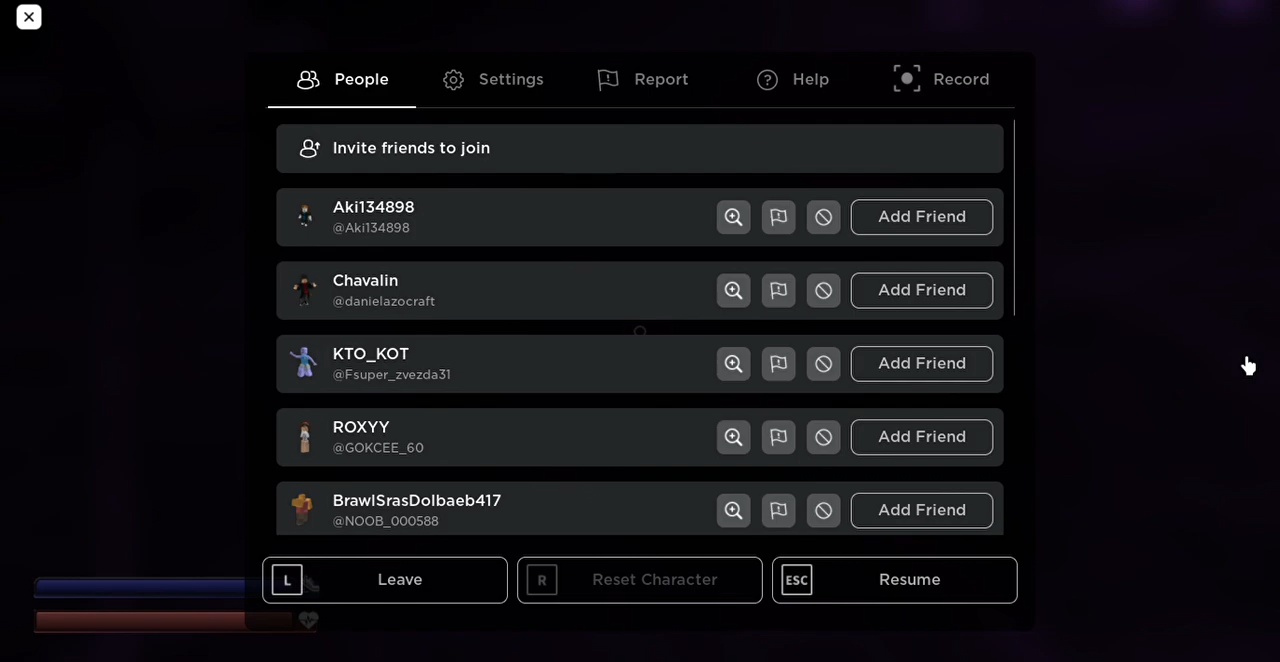 People
Settings
Report
Help
Record
Invite friends to join
Aki134898
@Aki134898
Add Friend
Chavalin
@danielazocraft
Add Friend
KTO_KOT
@Fsuper_zvezda31
Add Friend
ROXYY
@GOKCEE_60
Add Friend
BrawlSrasDolbaeb417
@NOOB_000588
Add Friend
L
Leave
R
Reset Character
ESC
Resume